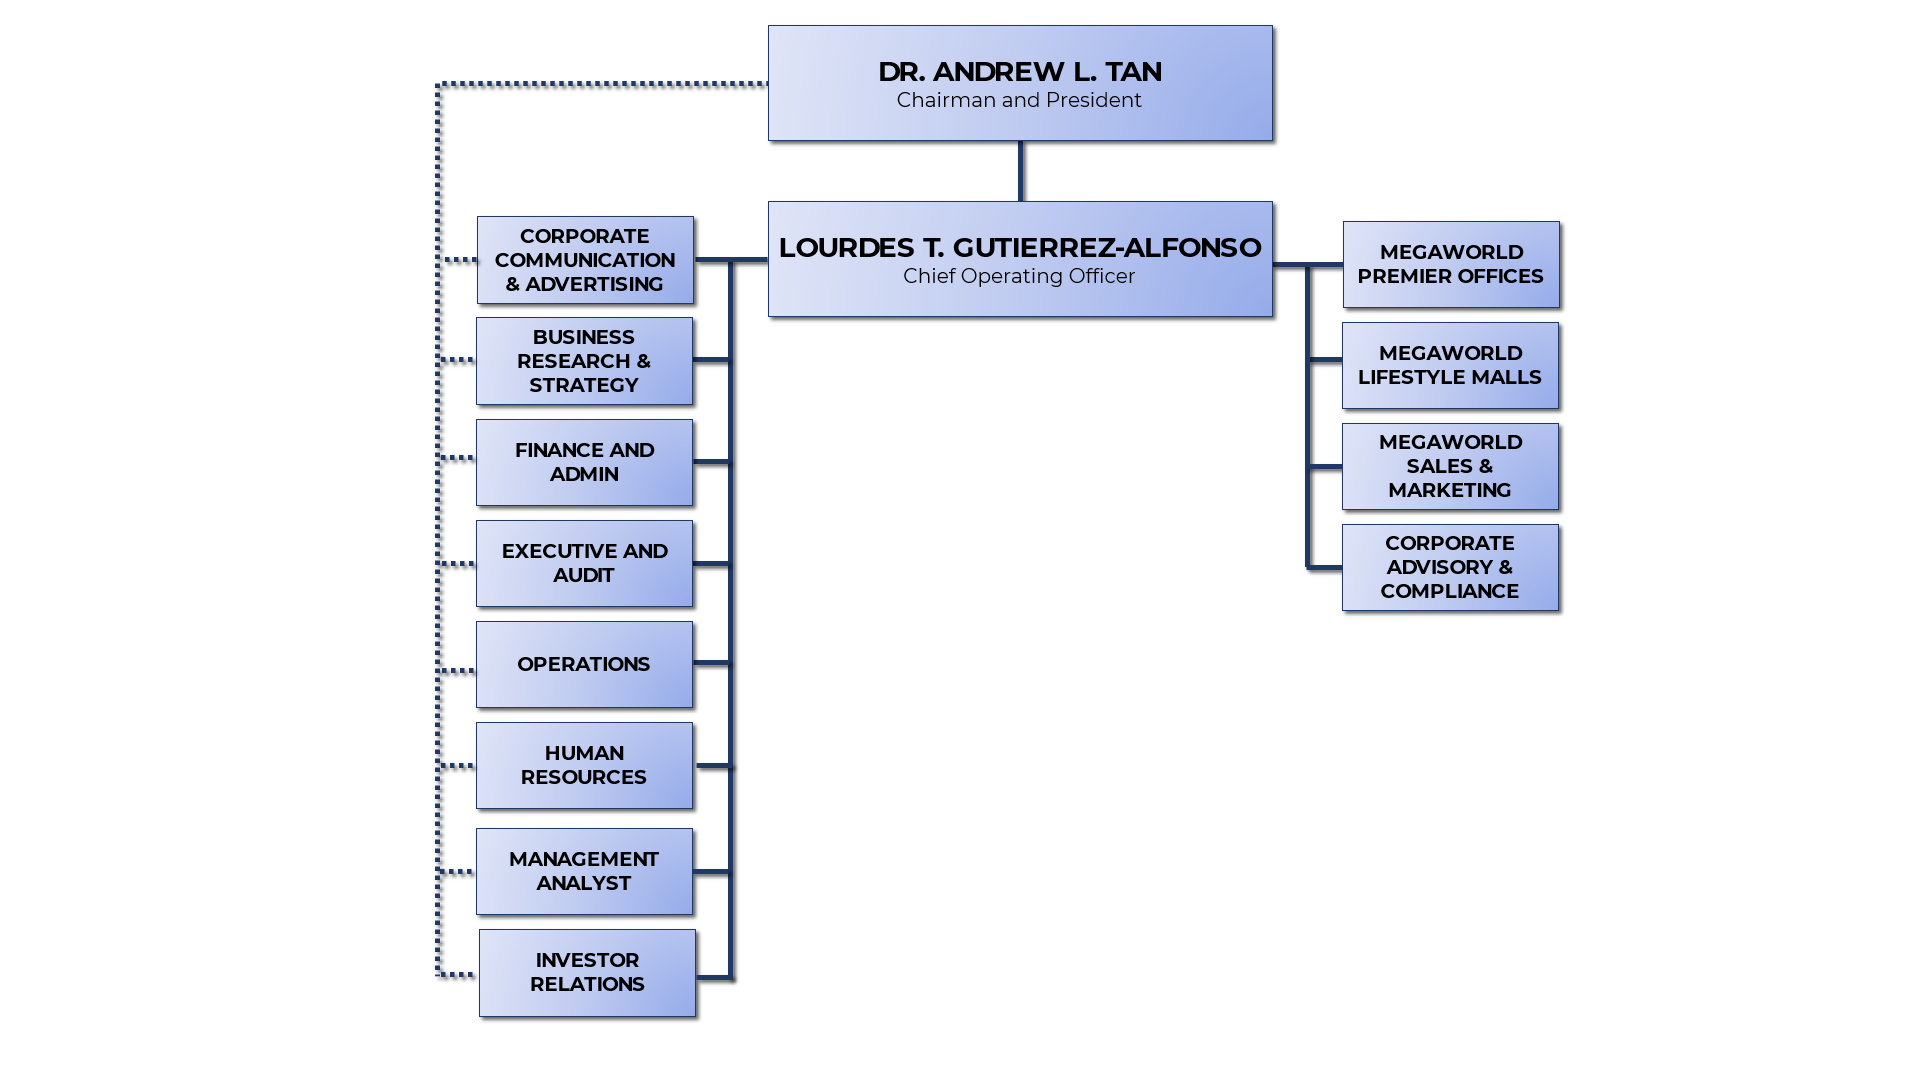 DR. ANDREW L. TAN
Chairman and President
LOURDES T. GUTIERREZ-ALFONSO
Chief Operating Officer
CORPORATE
COMMUNICATION
& ADVERTISING
BUSINESS
RESEARCH &
STRATEGY
FINANCE AND
ADMIN
EXECUTIVE AND
AUDIT
OPERATIONS
HUMAN
RESOURCES
MANAGEMENT
ANALYST
INVESTOR
RELATIONS
MEGAWORLD
PREMIER OFFICES
MEGAWORLD
LIFESTYLE MALLS
MEGAWORLD
SALES &
MARKETING
CORPORATE
ADVISORY &
COMPLIANCE